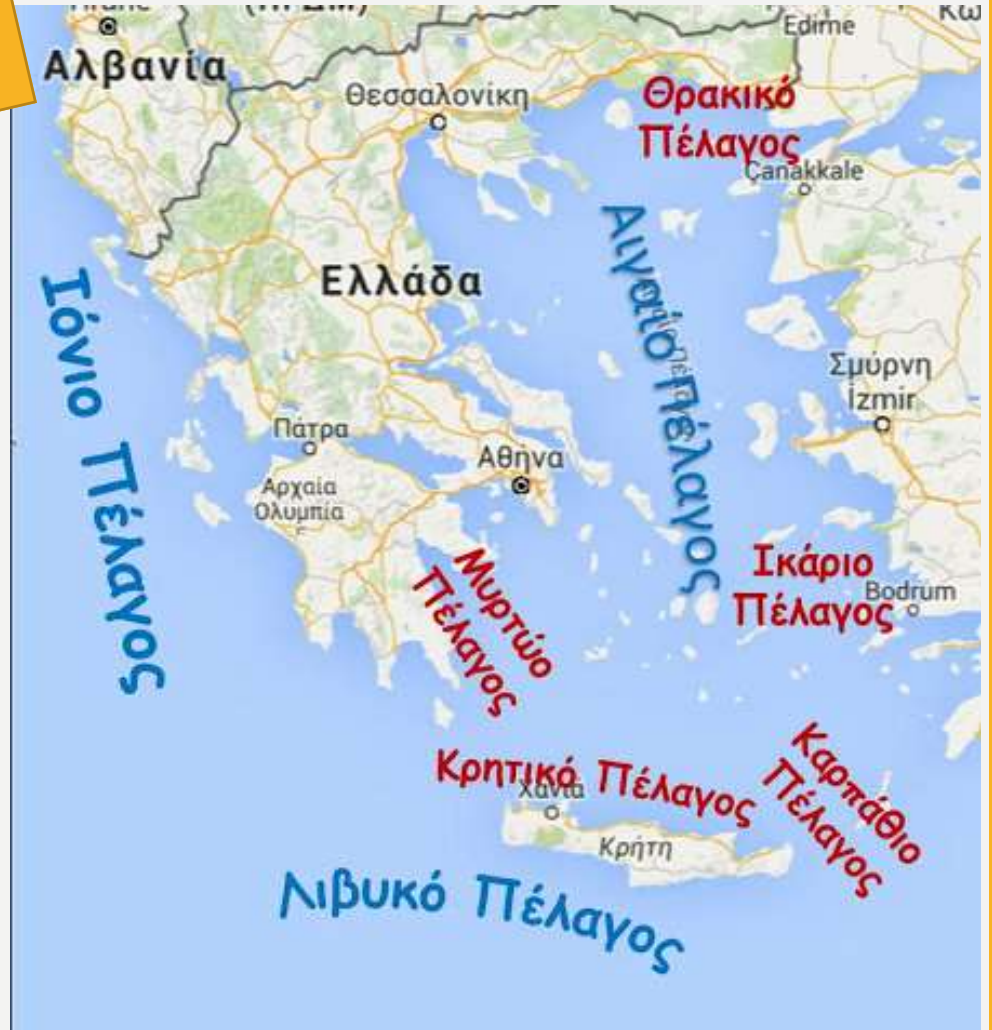 Αλβανία
Edirne
Θεσσαλονίκη
Θρακικό
Πέλαγος
Çanakkale
Ελλάδα
Αιγαίο Πέλαγος
Ιόνιο Πέλαγος
Σμύρνη
İzmir
Πάτρα
Αθήνα
Αρχαία
Ολυμπία
Μυρτώο
Πέλαγος
Ικάριο
Πέλαγος
Bodrum
Κρητικό Πέλαγος
Χανιά
Καρπάθιο
Πέλαγος
Κρήτη
Λιβυκό Πέλαγος